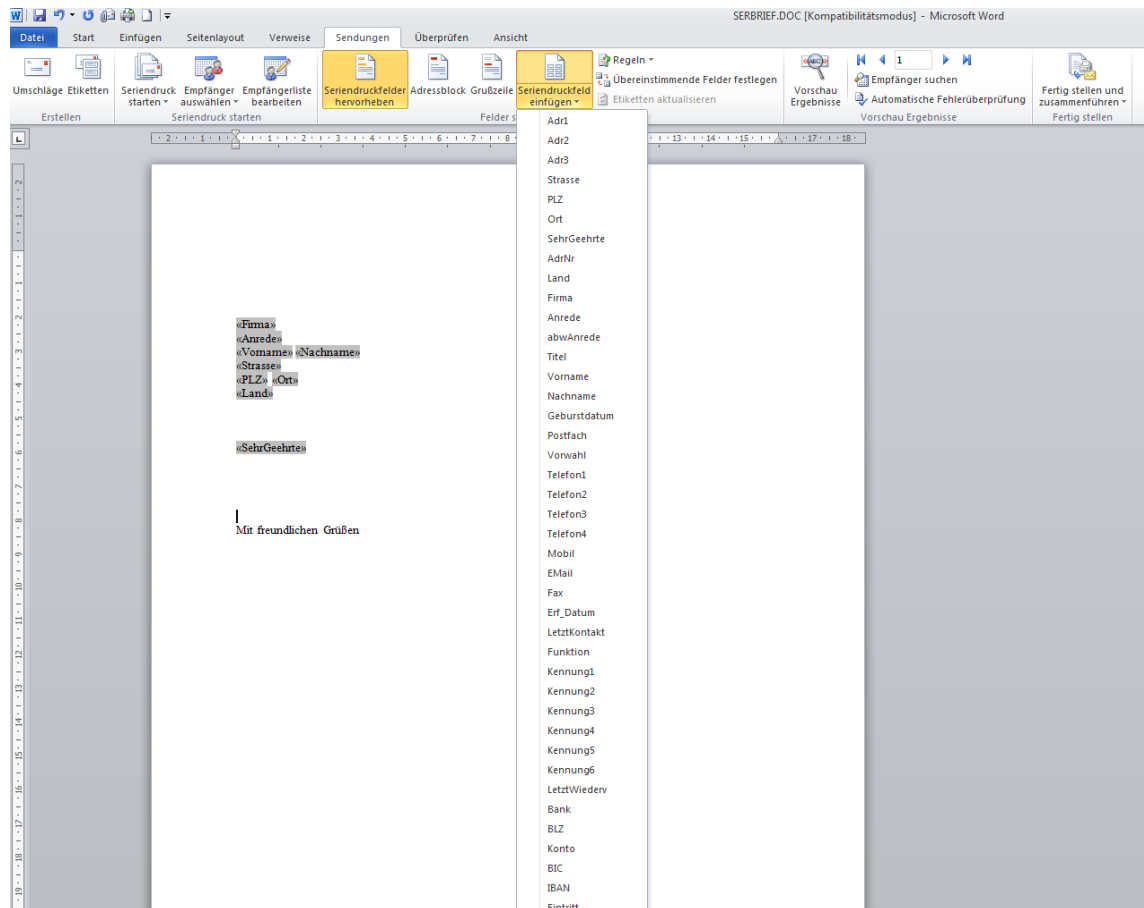 SERBRIEF.DOC [Kompatibilitätsmodus] - Microsoft Word
Datei Start Einfügen Seitenlayout Verweise Sendungen Überprüfen Ansicht
Umschläge Etiketten
Erstellen
Seriendruck starten Empfänger auswählen Empfängerliste bearbeiten
Seriendruck starten
Seriendruckfelder hervorheben Adressblock Grußzeile Seriendruckfeld einfügen
Regeln
Übereinstimmende Felder festlegen
Etiketten aktualisieren
Felder s
Vorschau Ergebnisse
1
Empfänger suchen
Automatische Fehlerüberprüfung
Vorschau Ergebnisse
Fertig stellen und zusammenführen
Fertig stellen
«Firma»
«Anrede»
«Vorname» «Nachname»
«Strasse»
«PLZ» «Ort»
«Land»
«SehrGeehrte»
Mit freundlichen Grüßen
Adr1
Adr2
Adr3
Strasse
PLZ
Ort
SehrGeehrte
AdrNr
Land
Firma
Anrede
abwAnrede
Titel
Vorname
Nachname
Geburstdatum
Postfach
Vorwahl
Telefon1
Telefon2
Telefon3
Telefon4
Mobil
EMail
Fax
Erf_Datum
LetztKontakt
Funktion
Kennung1
Kennung2
Kennung3
Kennung4
Kennung5
Kennung6
LetztWiederv
Bank
BLZ
Konto
BIC
IBAN
Eintritt